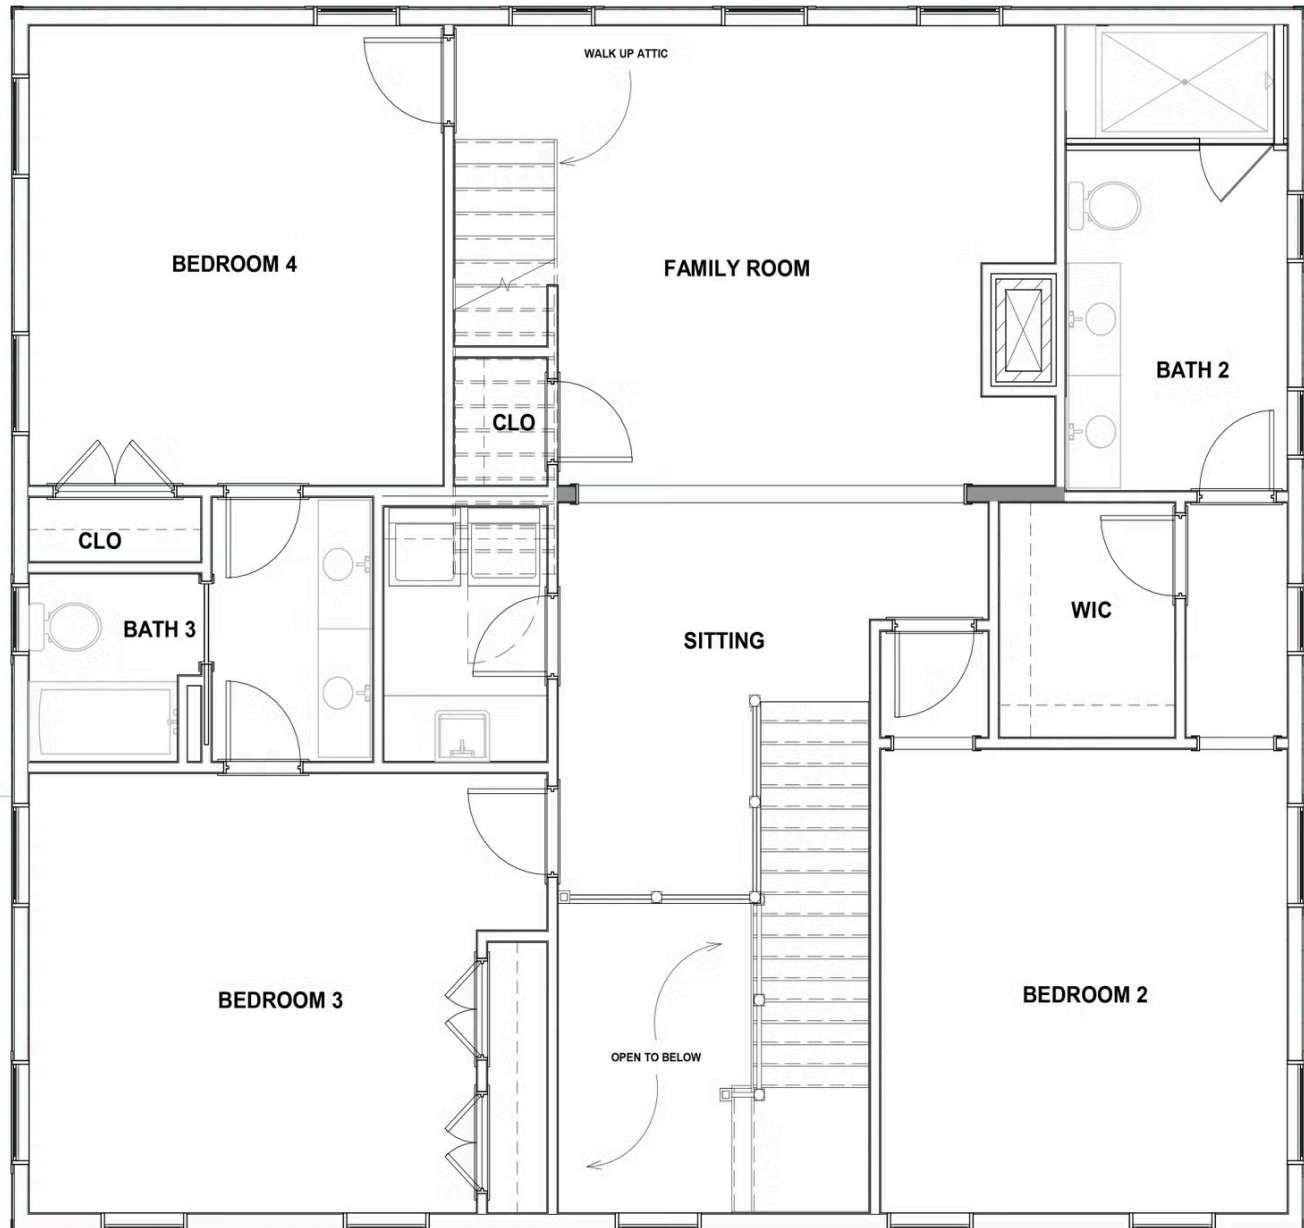 WALK UP ATTIC
BEDROOM 4
FAMILY ROOM
BATH 2
CLO
CLO
BATH 3
WIC
SITTING
BEDROOM 3
BEDROOM 2
OPEN TO BELOW